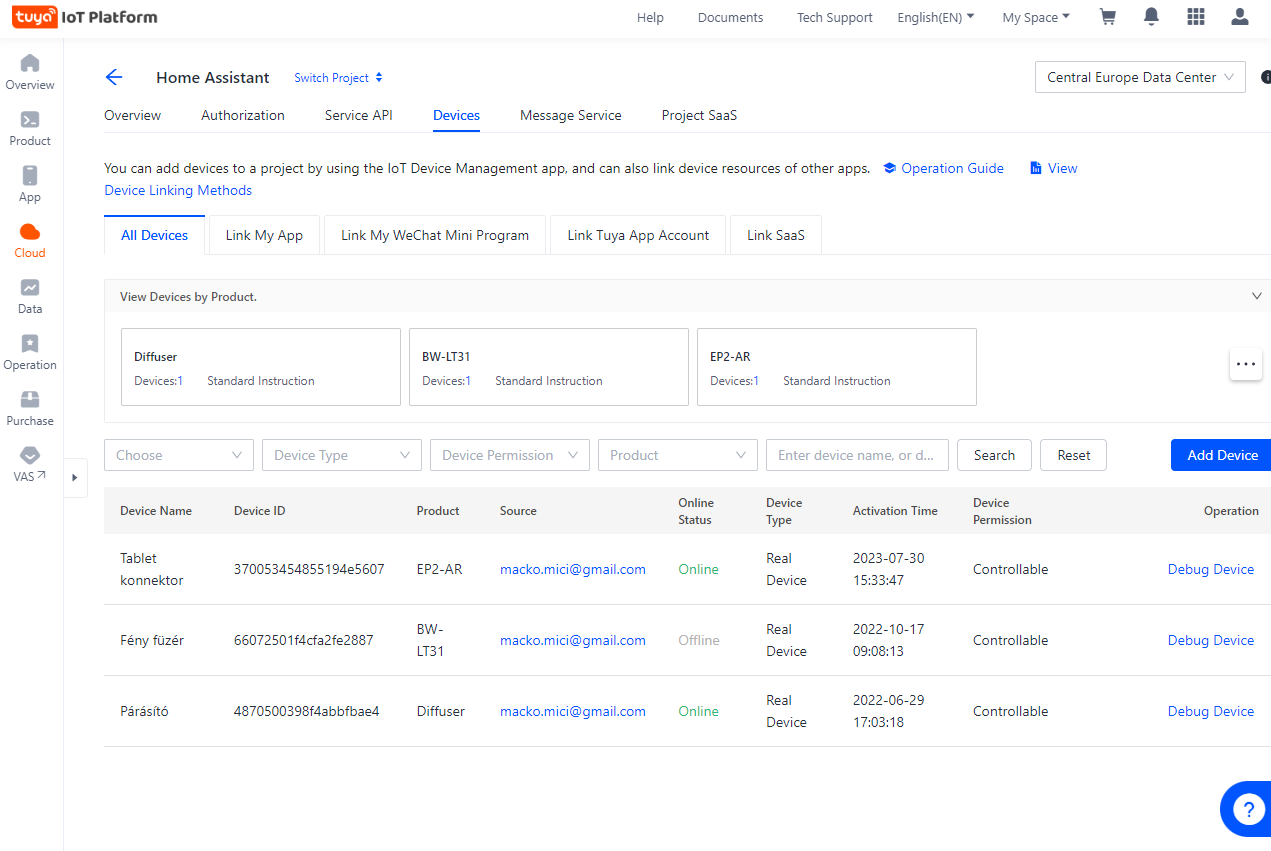 tuya IoT Platform
Help Documents Tech Support English(EN) My Space
Overview
Product
App
Cloud
Data
Operation
Purchase
VAS
Home Assistant Switch Project
Central Europe Data Center
Overview Authorization Service API Devices Message Service Project SaaS
You can add devices to a project by using the IoT Device Management app, and can also link device resources of other apps. Operation Guide View
Device Linking Methods
All Devices Link My App Link My WeChat Mini Program Link Tuya App Account Link SaaS
View Devices by Product.
Diffuser
Devices:1 Standard Instruction
BW-LT31
Devices:1 Standard Instruction
EP2-AR
Devices:1 Standard Instruction
...
Choose Device Type Device Permission Product Enter device name, or d... Search Reset Add Device
Device Name Device ID Product Source Online Status Device Type Activation Time Device Permission Operation
Tablet konnektor 370053454855194e5607 EP2-AR macko.mici@gmail.com Online Real Device 2023-07-30 15:33:47 Controllable Debug Device
Fény füzér 66072501f4cfa2fe2887 BW-LT31 macko.mici@gmail.com Offline Real Device 2022-10-17 09:08:13 Controllable Debug Device
Párásító 4870500398f4abbfbae4 Diffuser macko.mici@gmail.com Online Real Device 2022-06-29 17:03:18 Controllable Debug Device
?